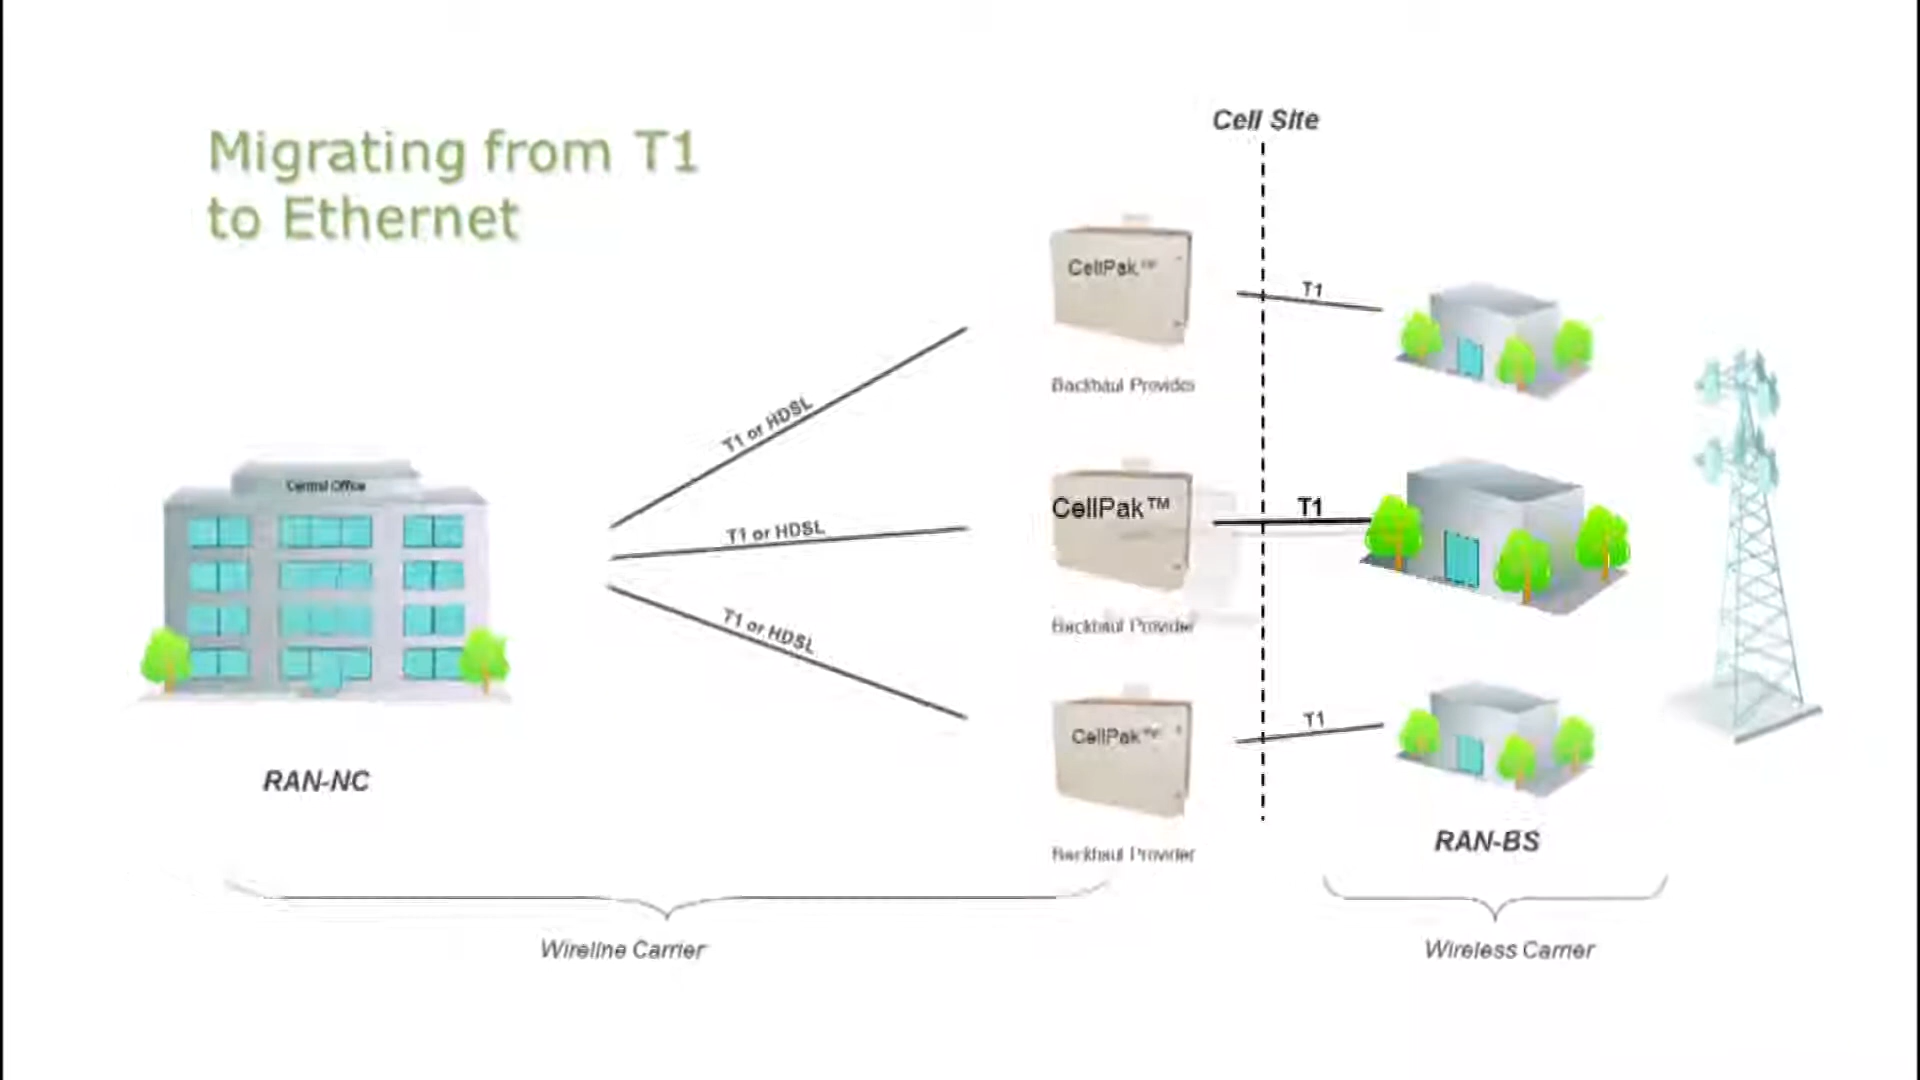 Migrating from T1
to Ethernet
Cell Site
CellPak™
T1
Backhaul Provider
T1 or HDSL
Central Office
T1 or HDSL
CellPak™
T1
Backhaul Provider
T1 or HDSL
CellPak™
T1
RAN-NC
RAN-BS
Backhaul Provider
Wireline Carrier
Wireless Carrier